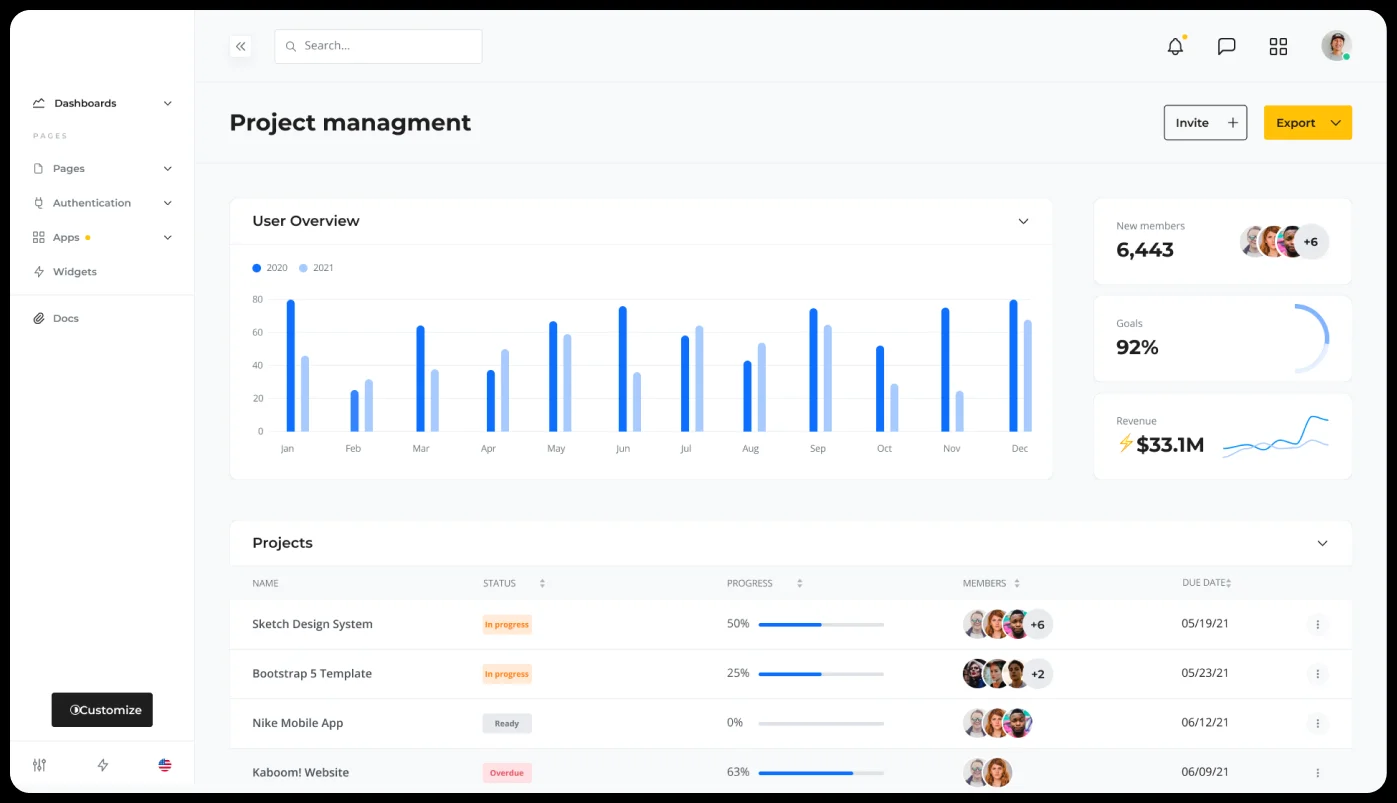 Search...
Dashboards
PAGES
Pages
Authentication
Apps
Widgets
Docs
Customize
Project managment
Invite
Export
User Overview
2020 2021
80
60
40
20
0
Jan Feb Mar Apr May Jun Jul Aug Sep Oct Nov Dec
New members
6,443
+6
Goals
92%
Revenue
⚡$33.1M
Projects
NAME STATUS PROGRESS MEMBERS DUE DATE
Sketch Design System In progress 50% +6 05/19/21
Bootstrap 5 Template In progress 25% +2 05/23/21
Nike Mobile App Ready 0% 06/12/21
Kaboom! Website Overdue 63% 06/09/21